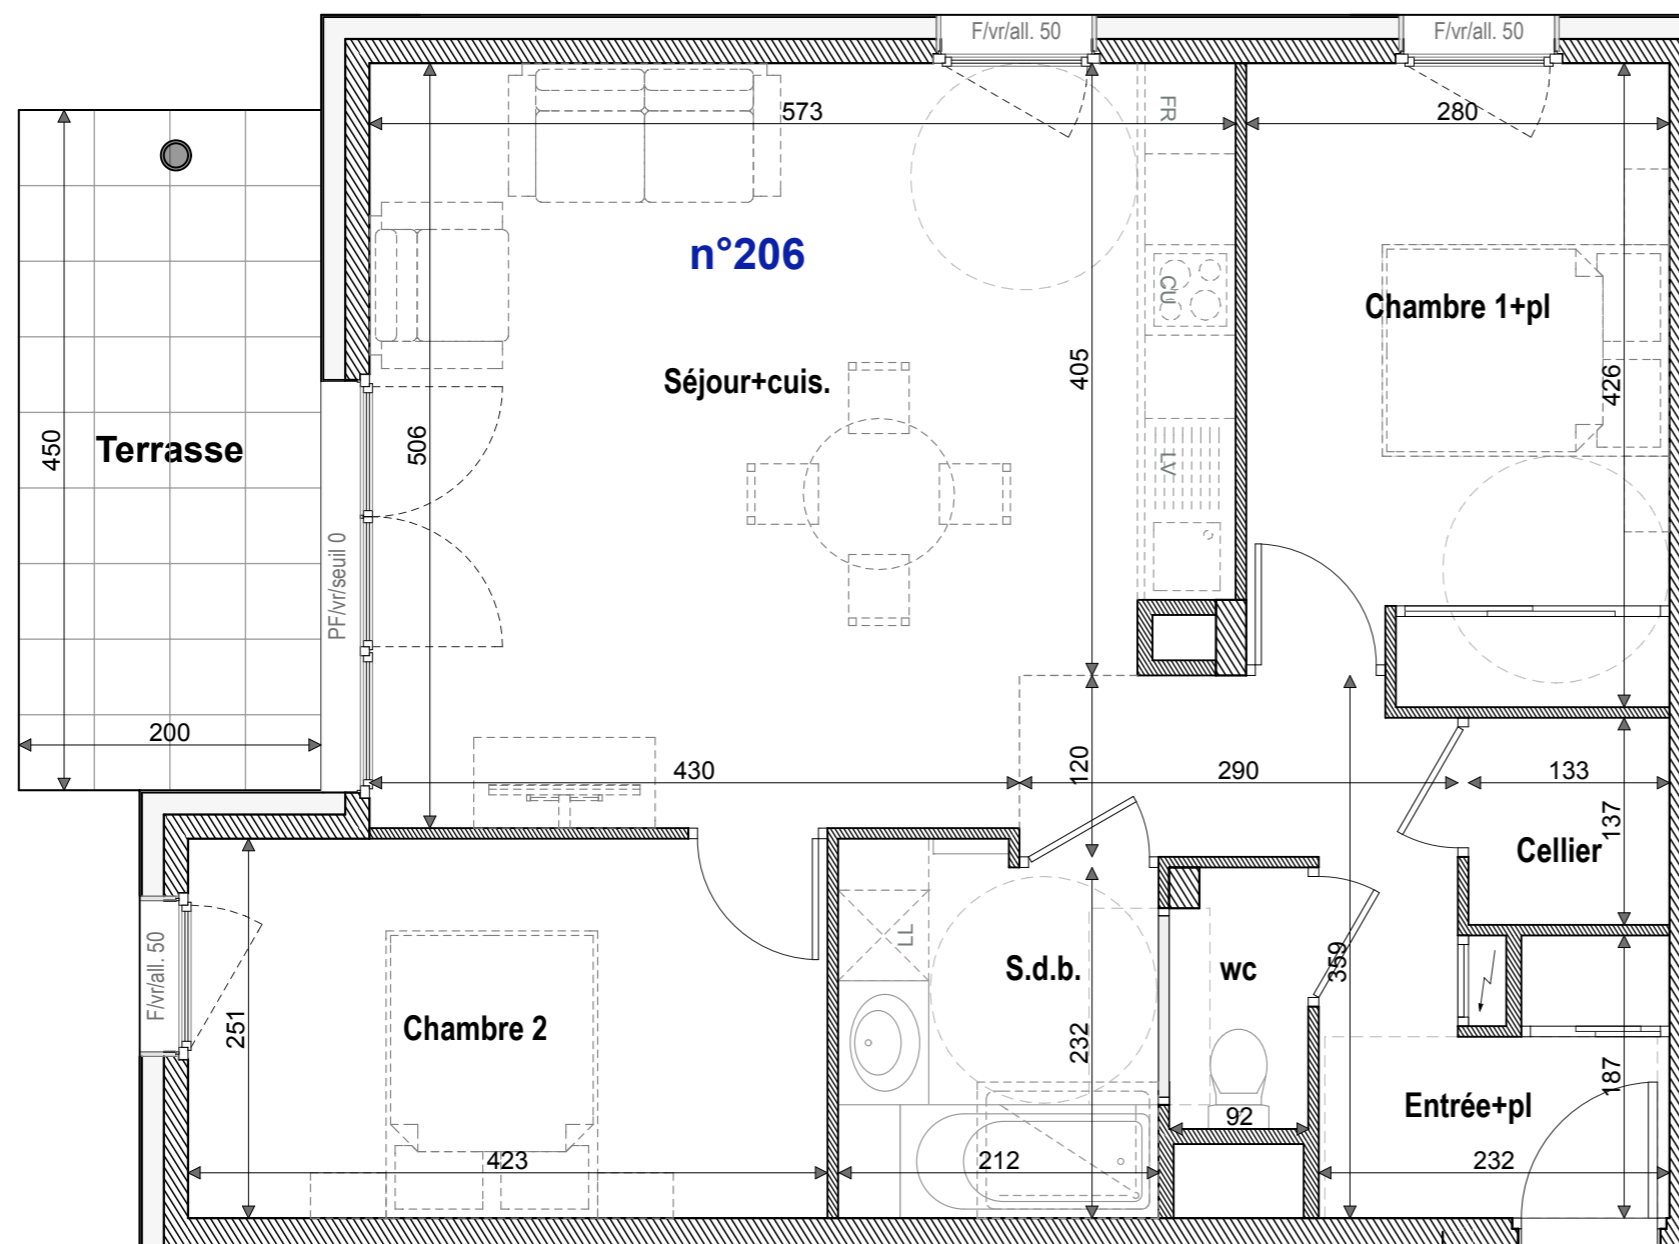 F/vr/all. 50
F/vr/all. 50
573
280
FR
n°206
CU
Chambre 1+pl
Séjour+cuis.
405
426
450
Terrasse
506
LV
PF/vr/seuil 0
200
430
120
290
133
137
Cellier
LL
F/vr/all. 50
251
Chambre 2
S.d.b.
wc
359
232
187
Entrée+pl
92
423
212
232